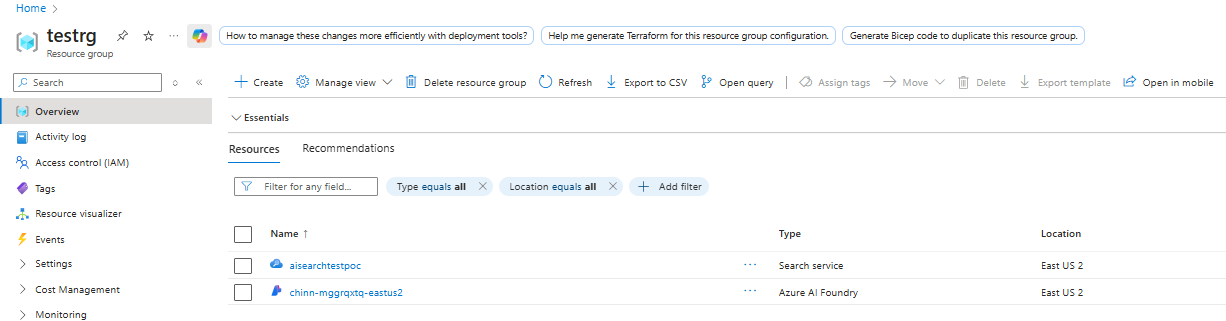 Home >
testrg
Resource group
How to manage these changes more efficiently with deployment tools? Help me generate Terraform for this resource group configuration. Generate Bicep code to duplicate this resource group.
Search
Create Manage view Delete resource group Refresh Export to CSV Open query Assign tags Move Delete Export template Open in mobile
Overview
Activity log
Access control (IAM)
Tags
Resource visualizer
Events
Settings
Cost Management
Monitoring
Essentials
Resources Recommendations
Filter for any field... Type equals all Location equals all Add filter
Name ↑ Type Location
aisearchtestpoc ... Search service East US 2
chinn-mggrqxtq-eastus2 ... Azure AI Foundry East US 2